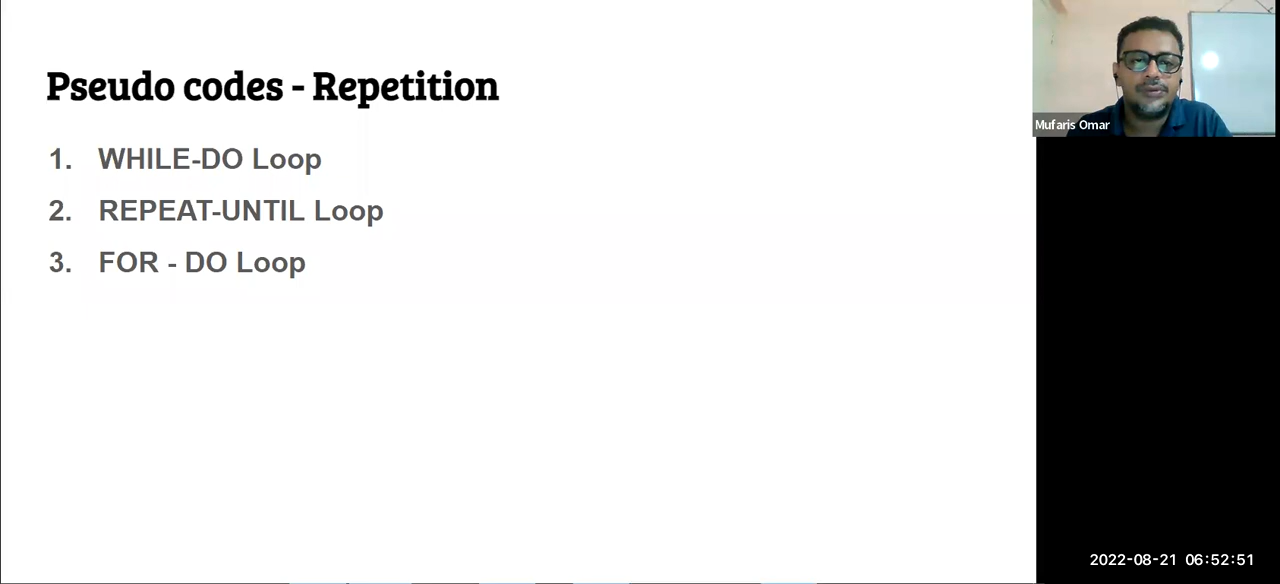 Pseudo codes - Repetition
1. WHILE-DO Loop
2. REPEAT-UNTIL Loop
3. FOR - DO Loop
Mufaris Omar
2022-08-21 06:52:51